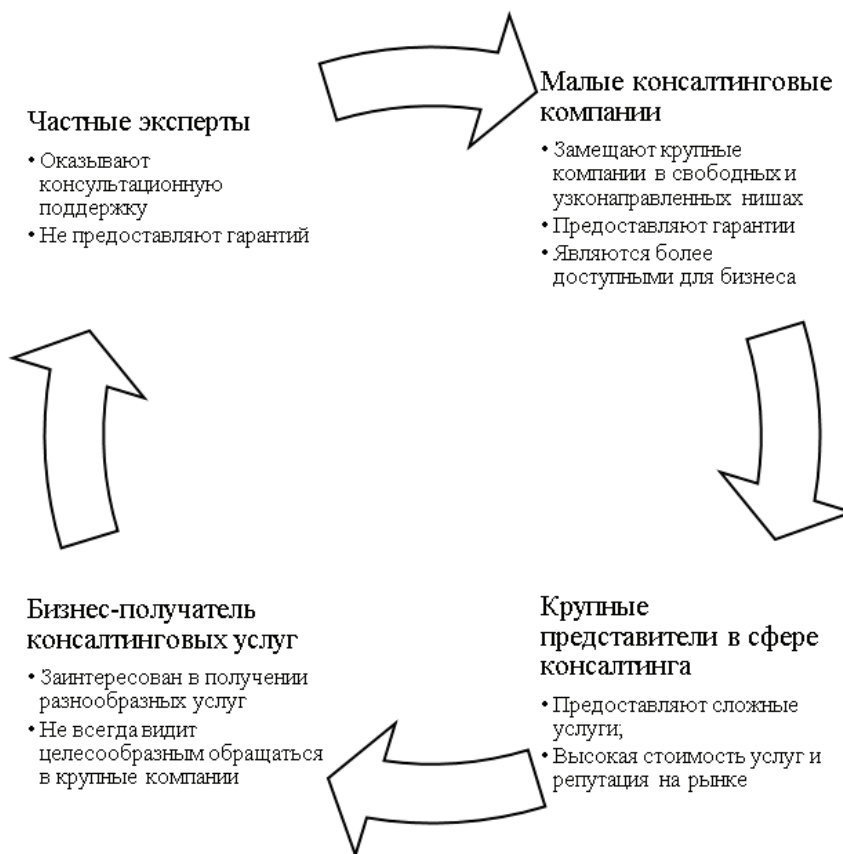 Частные эксперты
• Оказывают
консультационную
поддержку
• Не предоставляют гарантий
Малые консалтинговые
компании
• Замещают крупные
компании в свободных и
узконаправленных нишах
• Предоставляют гарантии
• Являются более
доступными для бизнеса
Крупные
представители в сфере
консалтинга
• Предоставляют сложные
услуги;
• Высокая стоимость услуг и
репутация на рынке
Бизнес-получатель
консалтинговых услуг
• Заинтересован в получении
разнообразных услуг
• Не всегда видит
целесообразным обращаться
в крупные компании